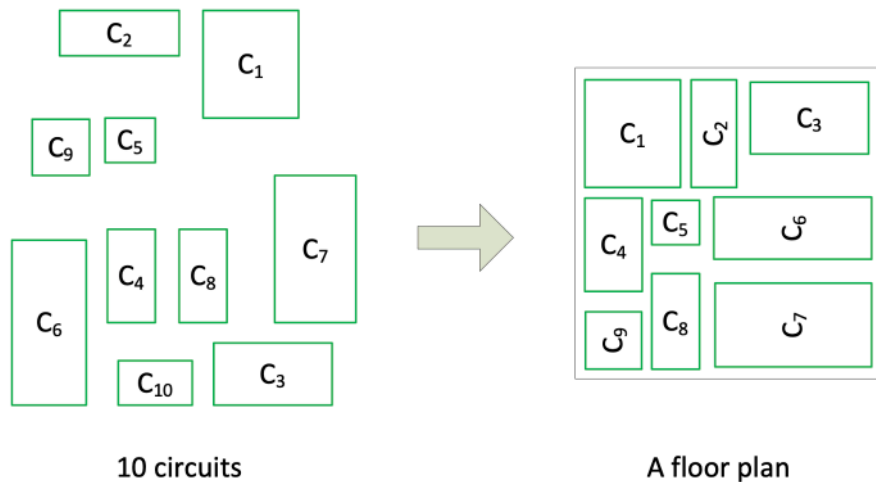 C₂
C₁
C₉
C₅
C₇
C₄
C₈
C₆
C₁₀
C₃
10 circuits
C₁
C₂
C₃
C₄
C₅
C₆
C₈
C₇
C₉
A floor plan